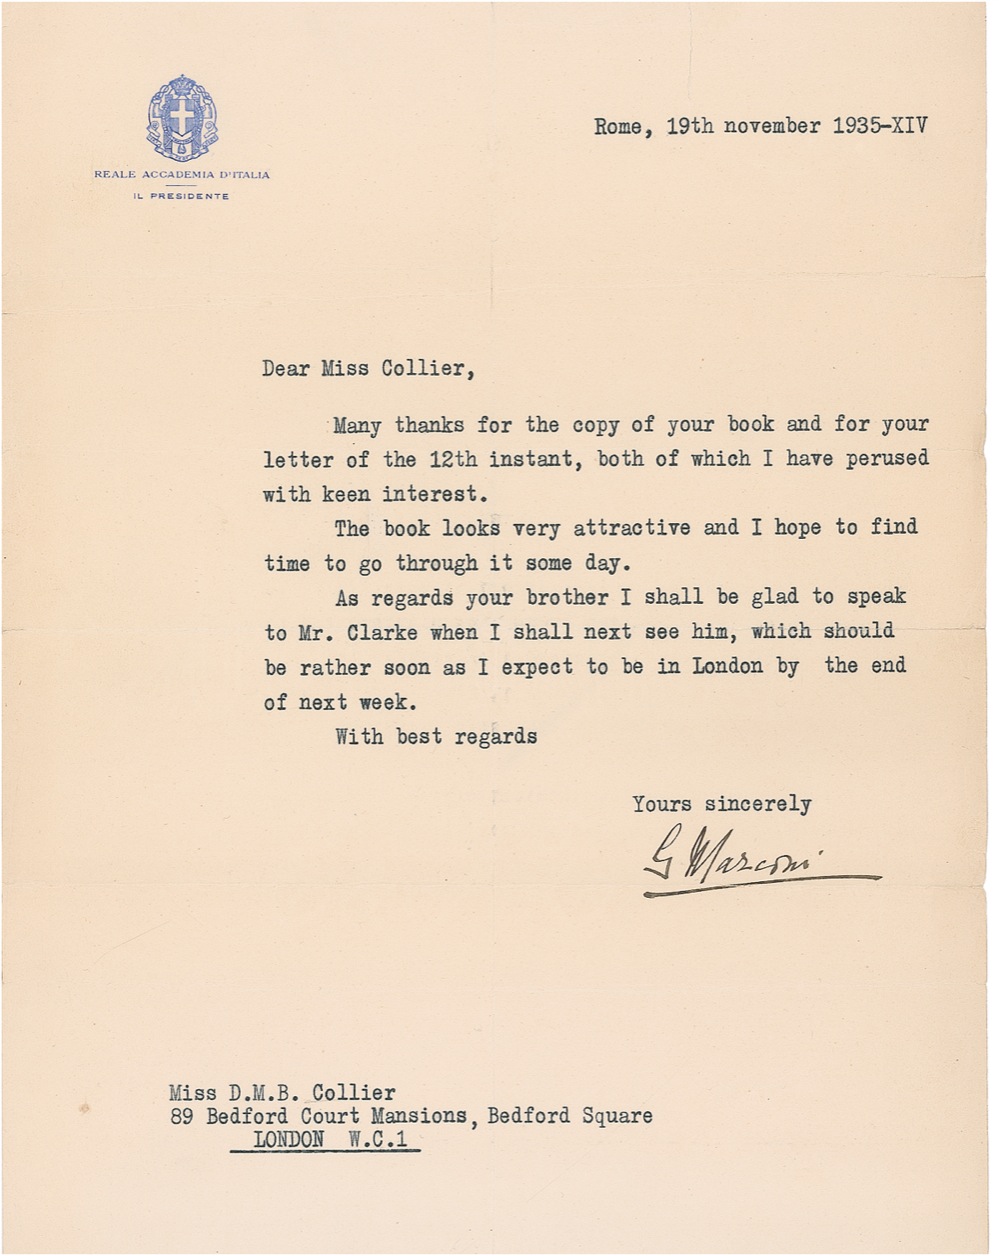 REALE ACCADEMIA D'ITALIA
IL PRESIDENTE
Rome, 19th november 1935-XIV
Dear Miss Collier,
Many thanks for the copy of your book and for your
letter of the 12th instant, both of which I have perused
with keen interest.
The book looks very attractive and I hope to find
time to go through it some day.
As regards your brother I shall be glad to speak
to Mr. Clarke when I shall next see him, which should
be rather soon as I expect to be in London by the end
of next week.
With best regards
Yours sincerely
G Marconi
Miss D.M.B. Collier
89 Bedford Court Mansions, Bedford Square
LONDON W.C.1